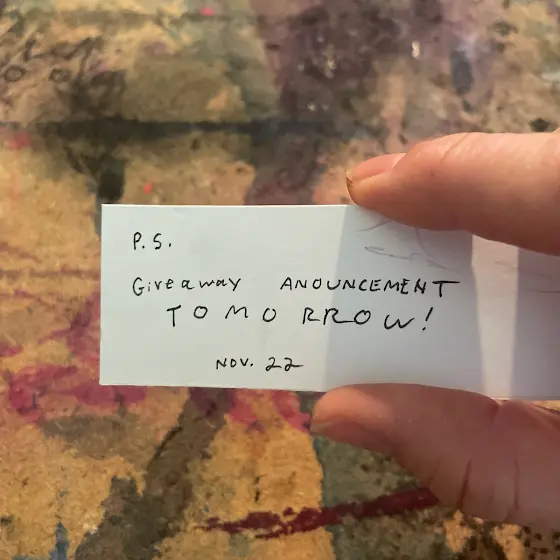 P.S.
Giveaway ANOUNCEMENT
TOMORROW!
NOV. 22